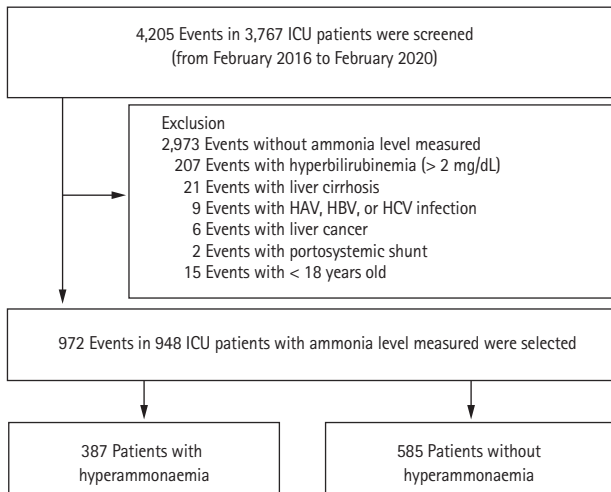 4,205 Events in 3,767 ICU patients were screened
(from February 2016 to February 2020)
Exclusion
2,973 Events without ammonia level measured
207 Events with hyperbilirubinemia (> 2 mg/dL)
21 Events with liver cirrhosis
9 Events with HAV, HBV, or HCV infection
6 Events with liver cancer
2 Events with portosystemic shunt
15 Events with < 18 years old
972 Events in 948 ICU patients with ammonia level measured were selected
387 Patients with
hyperammonaemia
585 Patients without
hyperammonaemia